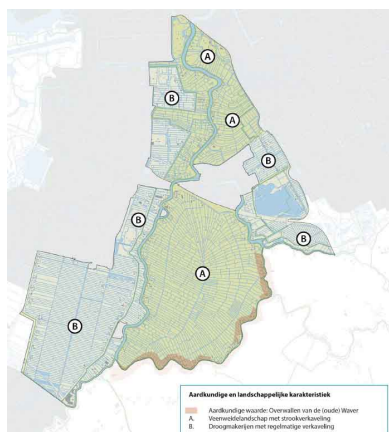 A
B
A
B
B
B
A
B
Aardkundige en landschappelijke karakteristiek
Aardkundige waarde: Overwallen van de (oude) Waver
A. Veenweidelandschap met strookverkaveling
B. Droogmakerijen met regelmatige verkaveling